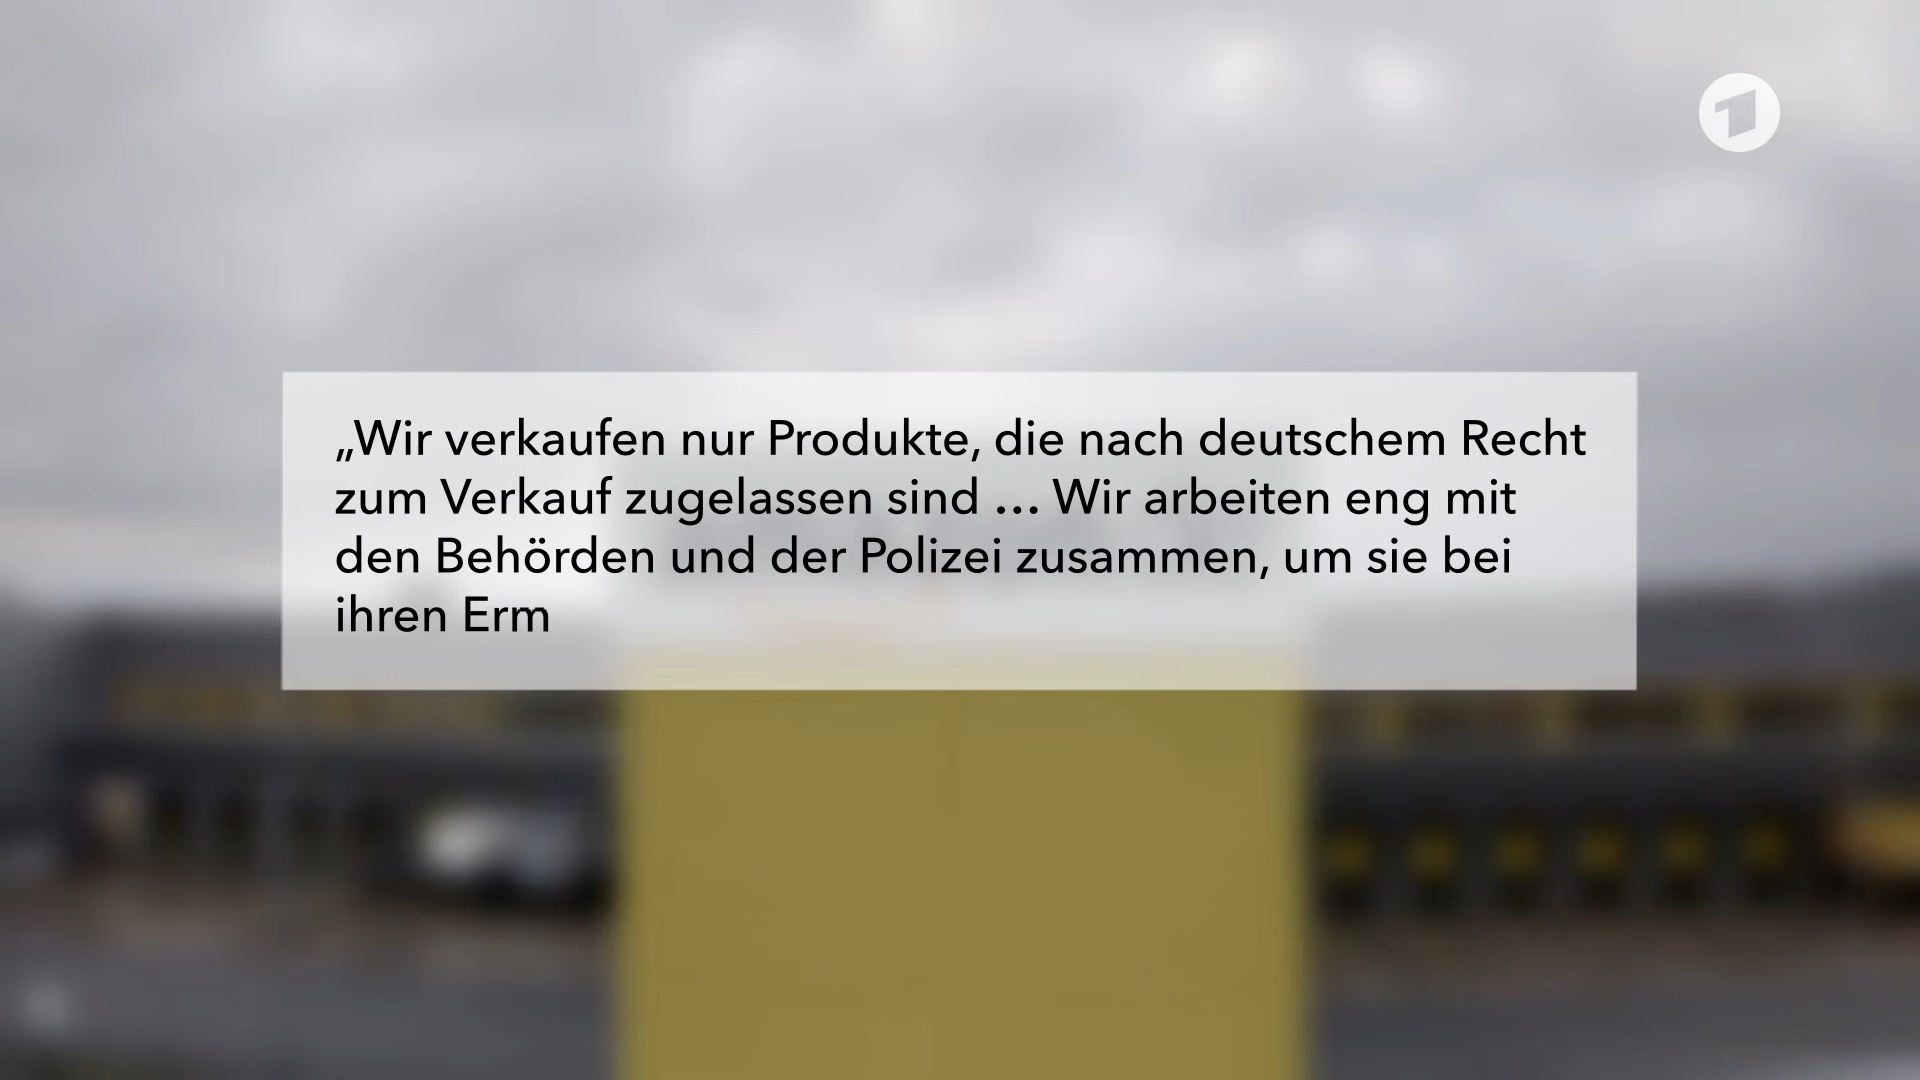 „Wir verkaufen nur Produkte, die nach deutschem Recht
zum Verkauf zugelassen sind ... Wir arbeiten eng mit
den Behörden und der Polizei zusammen, um sie bei
ihren Erm